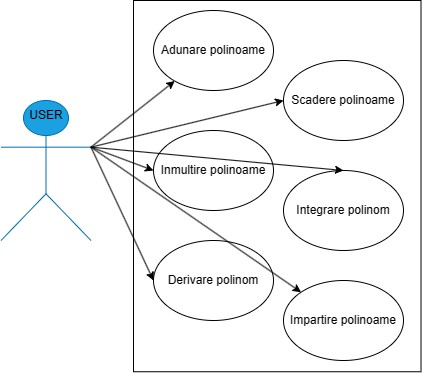 Adunare polinoame
Scadere polinoame
USER
Inmultire polinoame
Integrare polinom
Derivare polinom
Impartire polinoame